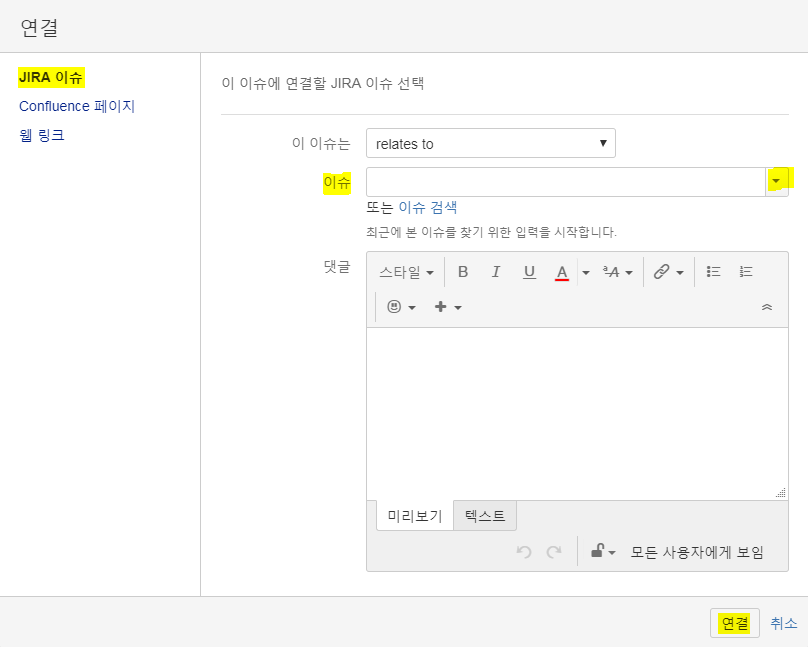 연결
JIRA 이슈
Confluence 페이지
웹 링크
이 이슈에 연결할 JIRA 이슈 선택
이 이슈는
relates to
이슈
또는 이슈 검색
최근에 본 이슈를 찾기 위한 입력을 시작합니다.
댓글
스타일 B I U A ªA
미리보기 텍스트
모든 사용자에게 보임
연결 취소